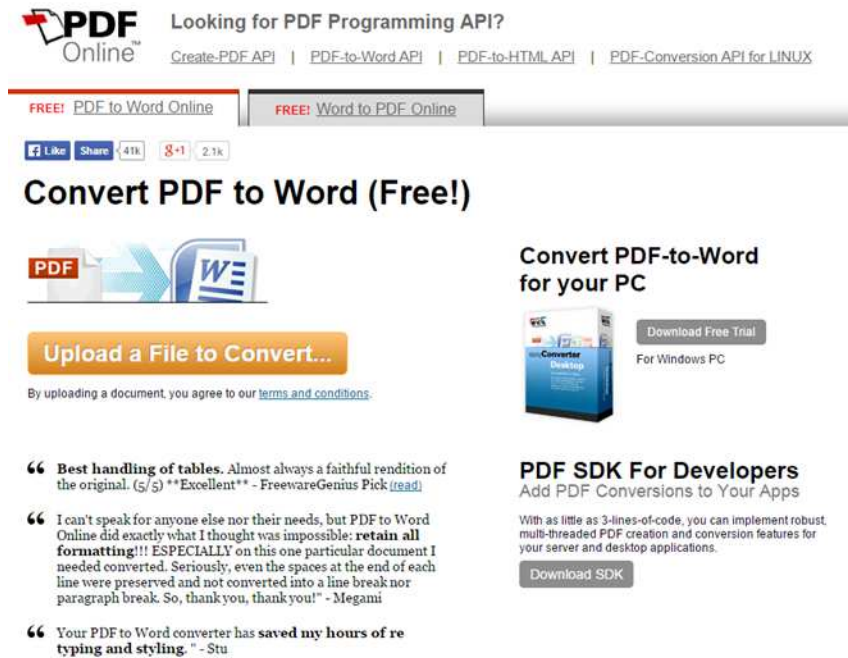 PDF
Online™
Looking for PDF Programming API?
Create-PDF API | PDF-to-Word API | PDF-to-HTML API | PDF-Conversion API for LINUX
FREE! PDF to Word Online
FREE! Word to PDF Online
Like Share 41k g+1 2.1k
Convert PDF to Word (Free!)
PDF W
Upload a File to Convert...
By uploading a document, you agree to our terms and conditions.
“ Best handling of tables. Almost always a faithful rendition of
the original. (5/5) **Excellent** - FreewareGenius Pick (read)
“ I can't speak for anyone else nor their needs, but PDF to Word
Online did exactly what I thought was impossible: retain all
formatting!!! ESPECIALLY on this one particular document I
needed converted. Seriously, even the spaces at the end of each
line were preserved and not converted into a line break nor
paragraph break. So, thank you, thank you!" - Megami
“ Your PDF to Word converter has saved my hours of re
typing and styling. " - Stu
Convert PDF-to-Word
for your PC
easyConverter
Desktop
Download Free Trial
For Windows PC
PDF SDK For Developers
Add PDF Conversions to Your Apps
With as little as 3-lines-of-code, you can implement robust,
multi-threaded PDF creation and conversion features for
your server and desktop applications.
Download SDK